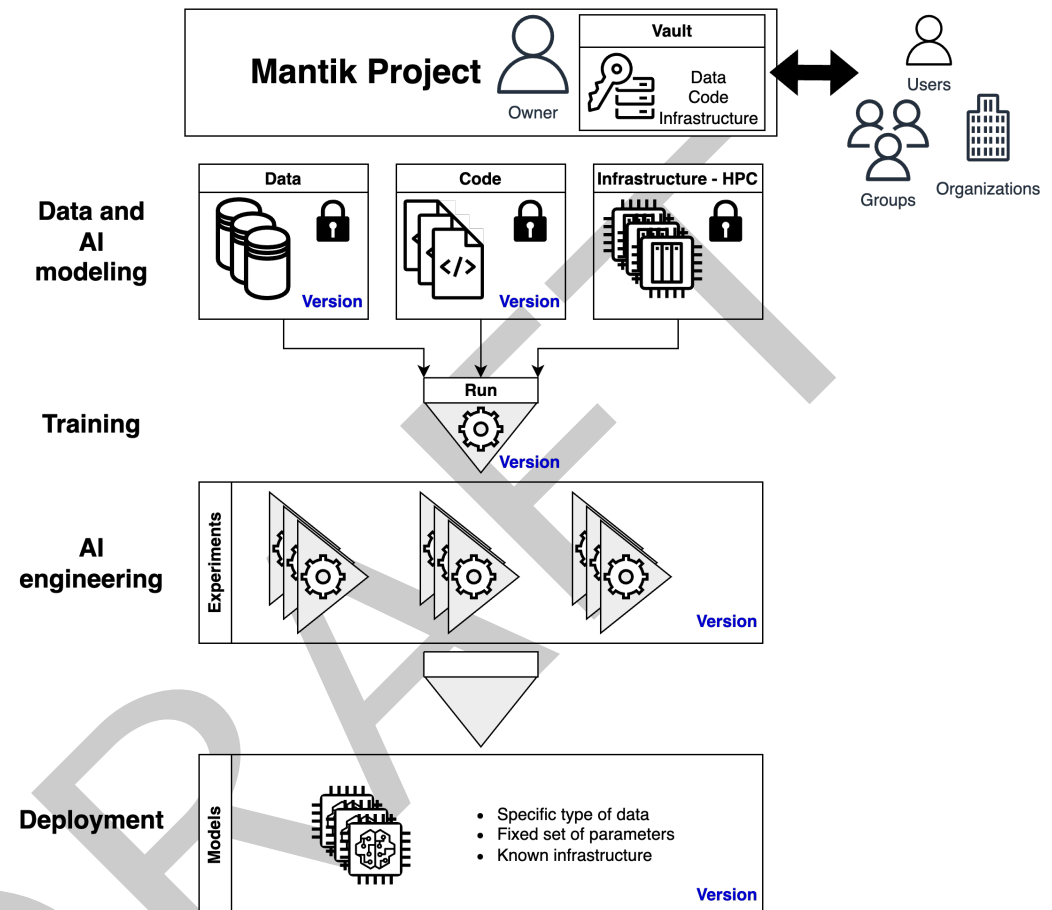 Mantik Project
Owner
Vault
Data
Code
Infrastructure
Users
Groups
Organizations
Data and
AI
modeling
Data
Version
Code
</>
Version
Infrastructure - HPC
Training
Run
Version
AI
engineering
Experiments
Version
Deployment
Models
• Specific type of data
• Fixed set of parameters
• Known infrastructure
Version
DRAFT